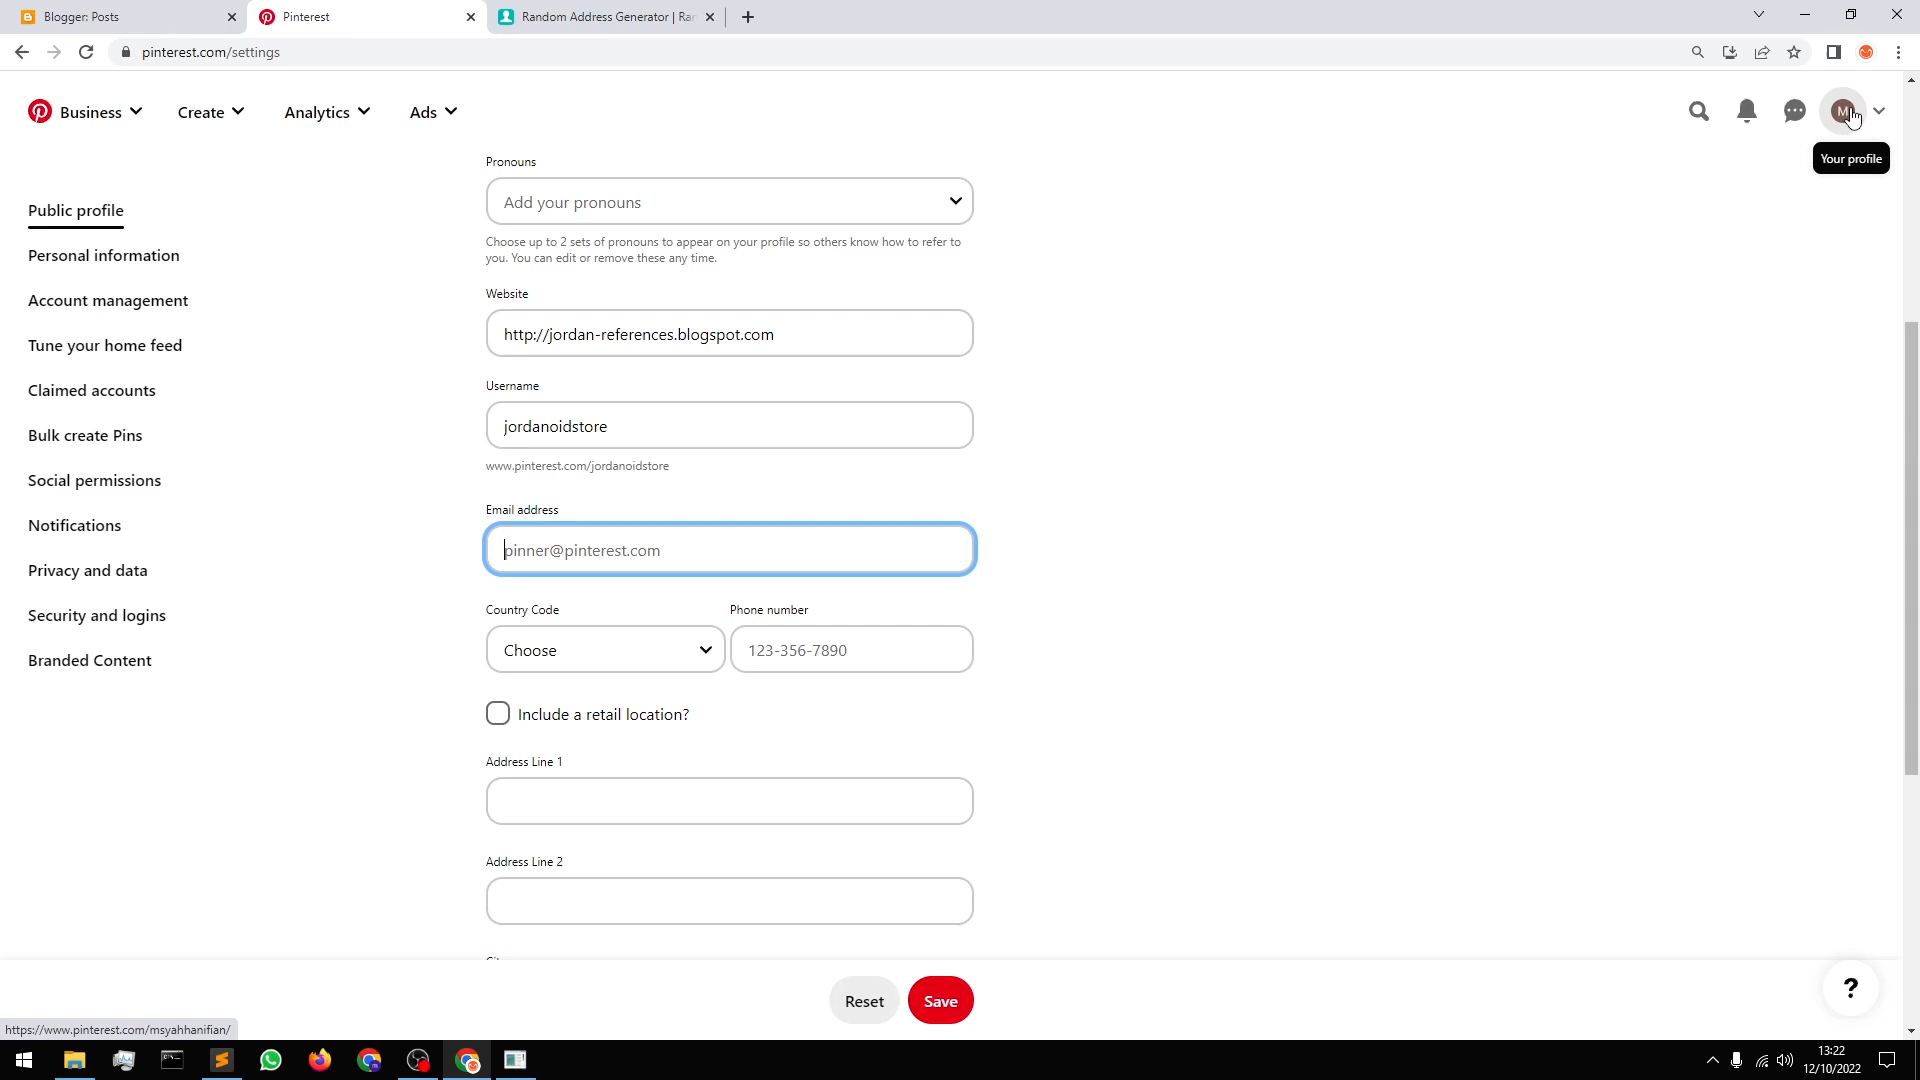 Blogger: Posts
Pinterest
Random Address Generator | Ra
pinterest.com/settings
Business
Create
Analytics
Ads
M
Your profile
Public profile
Personal information
Account management
Tune your home feed
Claimed accounts
Bulk create Pins
Social permissions
Notifications
Privacy and data
Security and logins
Branded Content
Pronouns
Add your pronouns
Choose up to 2 sets of pronouns to appear on your profile so others know how to refer to
you. You can edit or remove these any time.
Website
http://jordan-references.blogspot.com
Username
jordanoidstore
www.pinterest.com/jordanoidstore
Email address
pinner@pinterest.com
Country Code
Phone number
Choose
123-356-7890
Include a retail location?
Address Line 1
Address Line 2
Reset
Save
?
https://www.pinterest.com/msyahhanifian/
13:22
12/10/2022